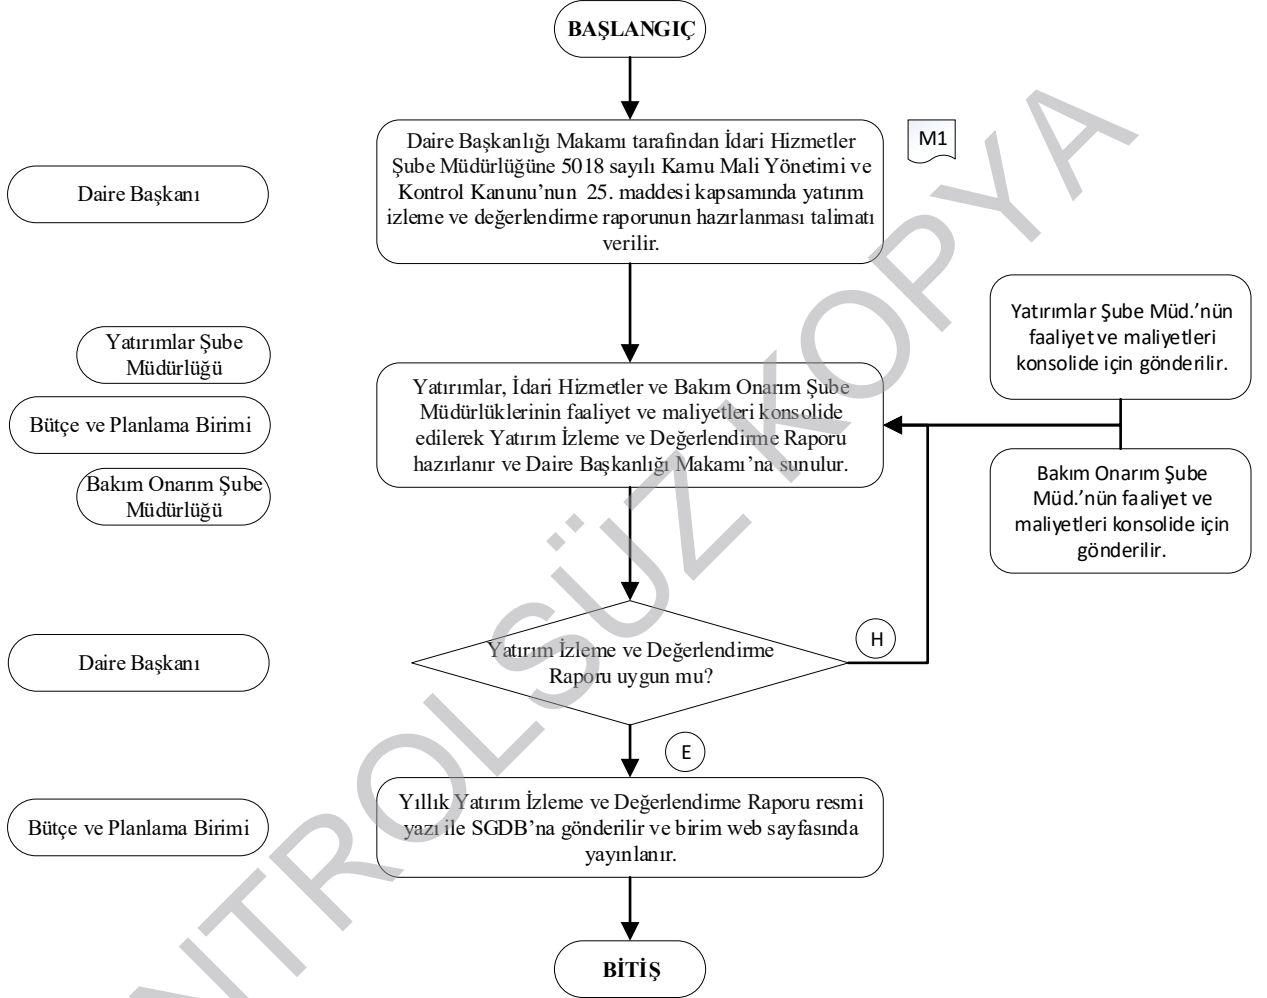 BAŞLANGIÇ
Daire Başkanlığı Makamı tarafından İdari Hizmetler
Şube Müdürlüğüne 5018 sayılı Kamu Mali Yönetimi ve
Kontrol Kanunu’nun 25. maddesi kapsamında yatırım
izleme ve değerlendirme raporunun hazırlanması talimatı
verilir.
M1
Daire Başkanı
Yatırımlar Şube
Müdürlüğü
Bütçe ve Planlama Birimi
Bakım Onarım Şube
Müdürlüğü
Yatırımlar, İdari Hizmetler ve Bakım Onarım Şube
Müdürlüklerinin faaliyet ve maliyetleri konsolide
edilerek Yatırım İzleme ve Değerlendirme Raporu
hazırlanır ve Daire Başkanlığı Makamı’na sunulur.
Yatırımlar Şube Müd.’nün
faaliyet ve maliyetleri
konsolide için gönderilir.
Bakım Onarım Şube
Müd.’nün faaliyet ve
maliyetleri konsolide için
gönderilir.
Daire Başkanı
Yatırım İzleme ve Değerlendirme
Raporu uygun mu?
H
E
Bütçe ve Planlama Birimi
Yıllık Yatırım İzleme ve Değerlendirme Raporu resmi
yazı ile SGDB’na gönderilir ve birim web sayfasında
yayınlanır.
BİTİŞ
NTROLSÜZ KOPYA